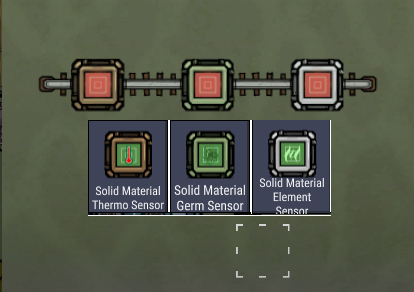 Solid Material
Thermo Sensor
Solid Material
Germ Sensor
Solid Material
Element
Sensor